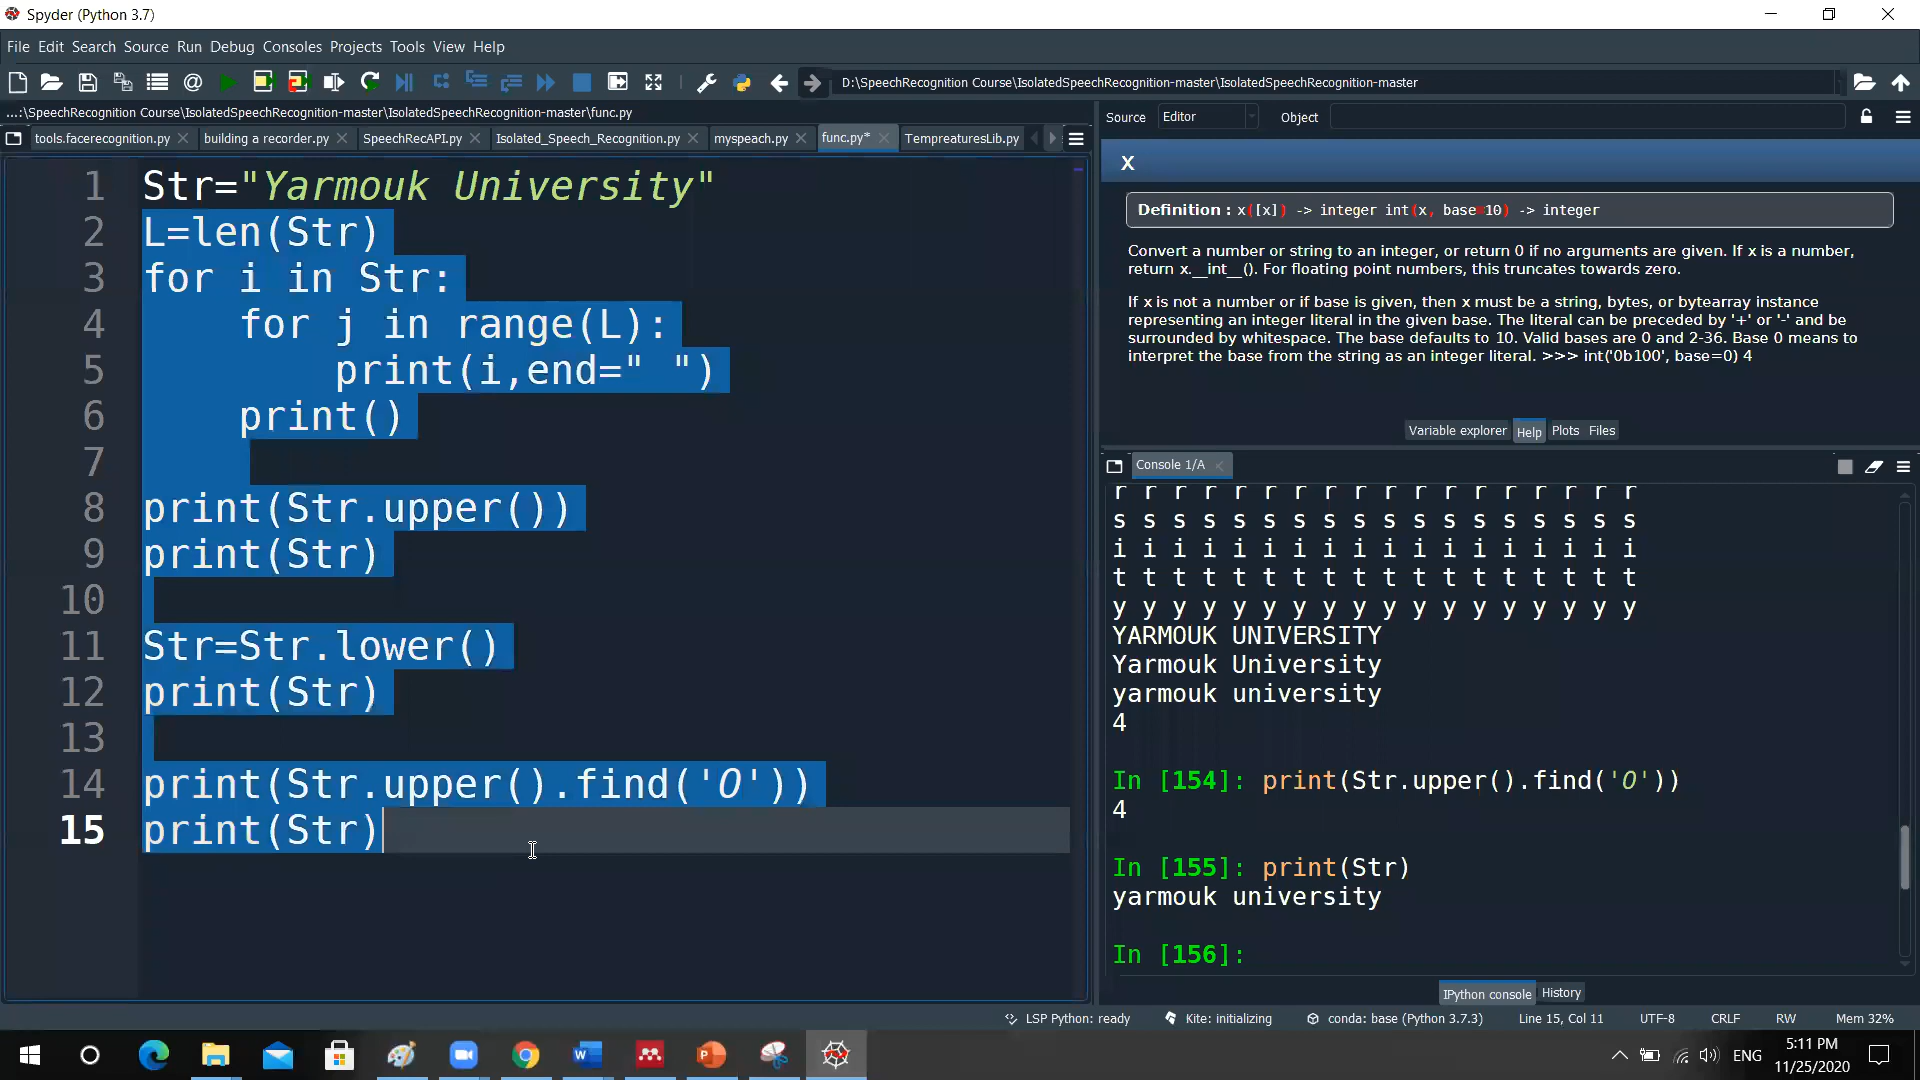 Spyder (Python 3.7)
File Edit Search Source Run Debug Consoles Projects Tools View Help
D:\SpeechRecognition Course\IsolatedSpeechRecognition-master\IsolatedSpeechRecognition-master
...:\SpeechRecognition Course\IsolatedSpeechRecognition-master\IsolatedSpeechRecognition-master\func.py
tools.facerecognition.py building a recorder.py SpeechRecAPI.py Isolated_Speech_Recognition.py myspeach.py func.py* TempreaturesLib.py
1 Str="Yarmouk University"
2 L=len(Str)
3 for i in Str:
4     for j in range(L):
5         print(i,end=" ")
6     print()
7
8 print(Str.upper())
9 print(Str)
10
11 Str=Str.lower()
12 print(Str)
13
14 print(Str.upper().find('O'))
15 print(Str)
Source Editor Object
x
Definition : x([x]) -> integer int(x, base=10) -> integer
Convert a number or string to an integer, or return 0 if no arguments are given. If x is a number,
return x.__int__(). For floating point numbers, this truncates towards zero.
If x is not a number or if base is given, then x must be a string, bytes, or bytearray instance
representing an integer literal in the given base. The literal can be preceded by '+' or '-' and be
surrounded by whitespace. The base defaults to 10. Valid bases are 0 and 2-36. Base 0 means to
interpret the base from the string as an integer literal. >>> int('0b100', base=0) 4
Variable explorer Help Plots Files
Console 1/A
r r r r r r r r r r r r r r r r r r
s s s s s s s s s s s s s s s s s s
i i i i i i i i i i i i i i i i i i
t t t t t t t t t t t t t t t t t t
y y y y y y y y y y y y y y y y y y
YARMOUK UNIVERSITY
Yarmouk University
yarmouk university
4
In [154]: print(Str.upper().find('O'))
4
In [155]: print(Str)
yarmouk university
In [156]:
IPython console History
LSP Python: ready Kite: initializing conda: base (Python 3.7.3) Line 15, Col 11 UTF-8 CRLF RW Mem 32%
ENG
5:11 PM
11/25/2020